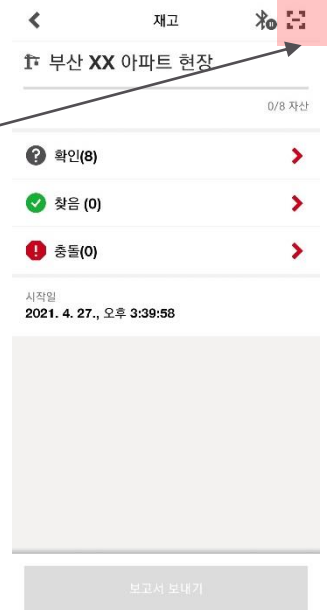 재고
부산 XX 아파트 현장
0/8 자산
확인(8)
찾음 (0)
충돌(0)
시작일
2021. 4. 27., 오후 3:39:58
보고서 보내기